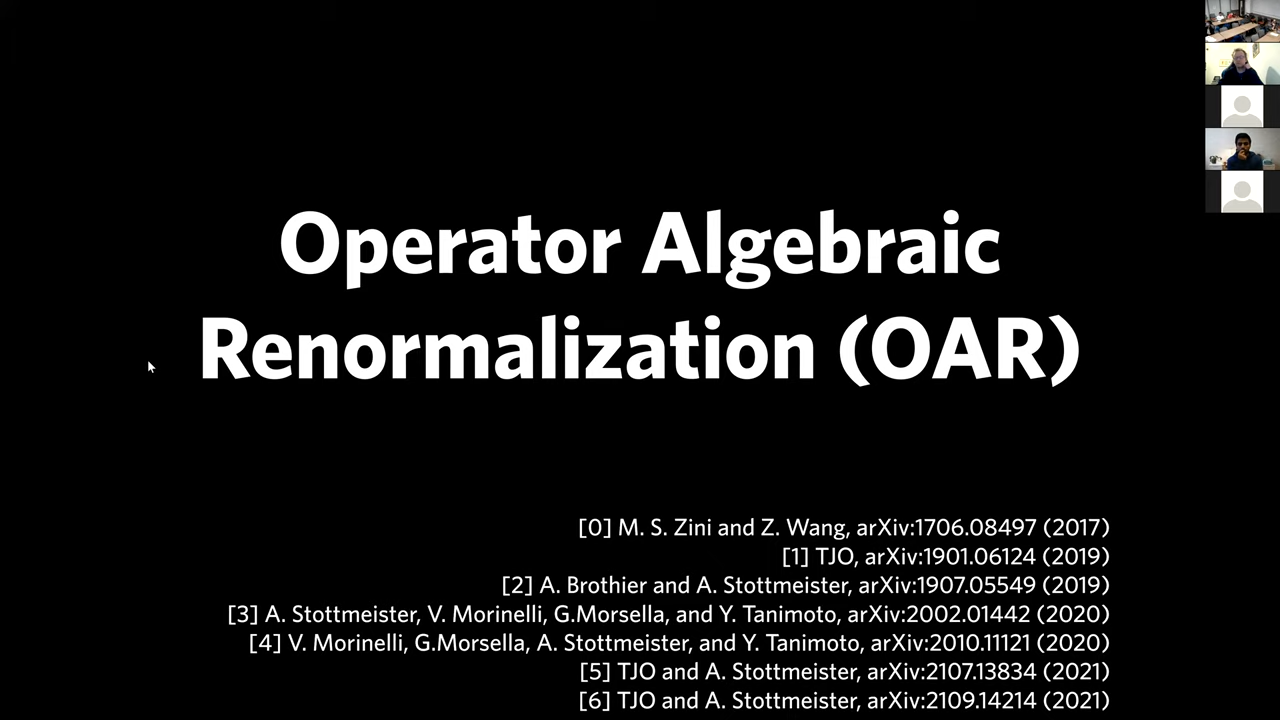 Operator Algebraic
Renormalization (OAR)
[0] M. S. Zini and Z. Wang, arXiv:1706.08497 (2017)
[1] TJO, arXiv:1901.06124 (2019)
[2] A. Brothier and A. Stottmeister, arXiv:1907.05549 (2019)
[3] A. Stottmeister, V. Morinelli, G.Morsella, and Y. Tanimoto, arXiv:2002.01442 (2020)
[4] V. Morinelli, G.Morsella, A. Stottmeister, and Y. Tanimoto, arXiv:2010.11121 (2020)
[5] TJO and A. Stottmeister, arXiv:2107.13834 (2021)
[6] TJO and A. Stottmeister, arXiv:2109.14214 (2021)